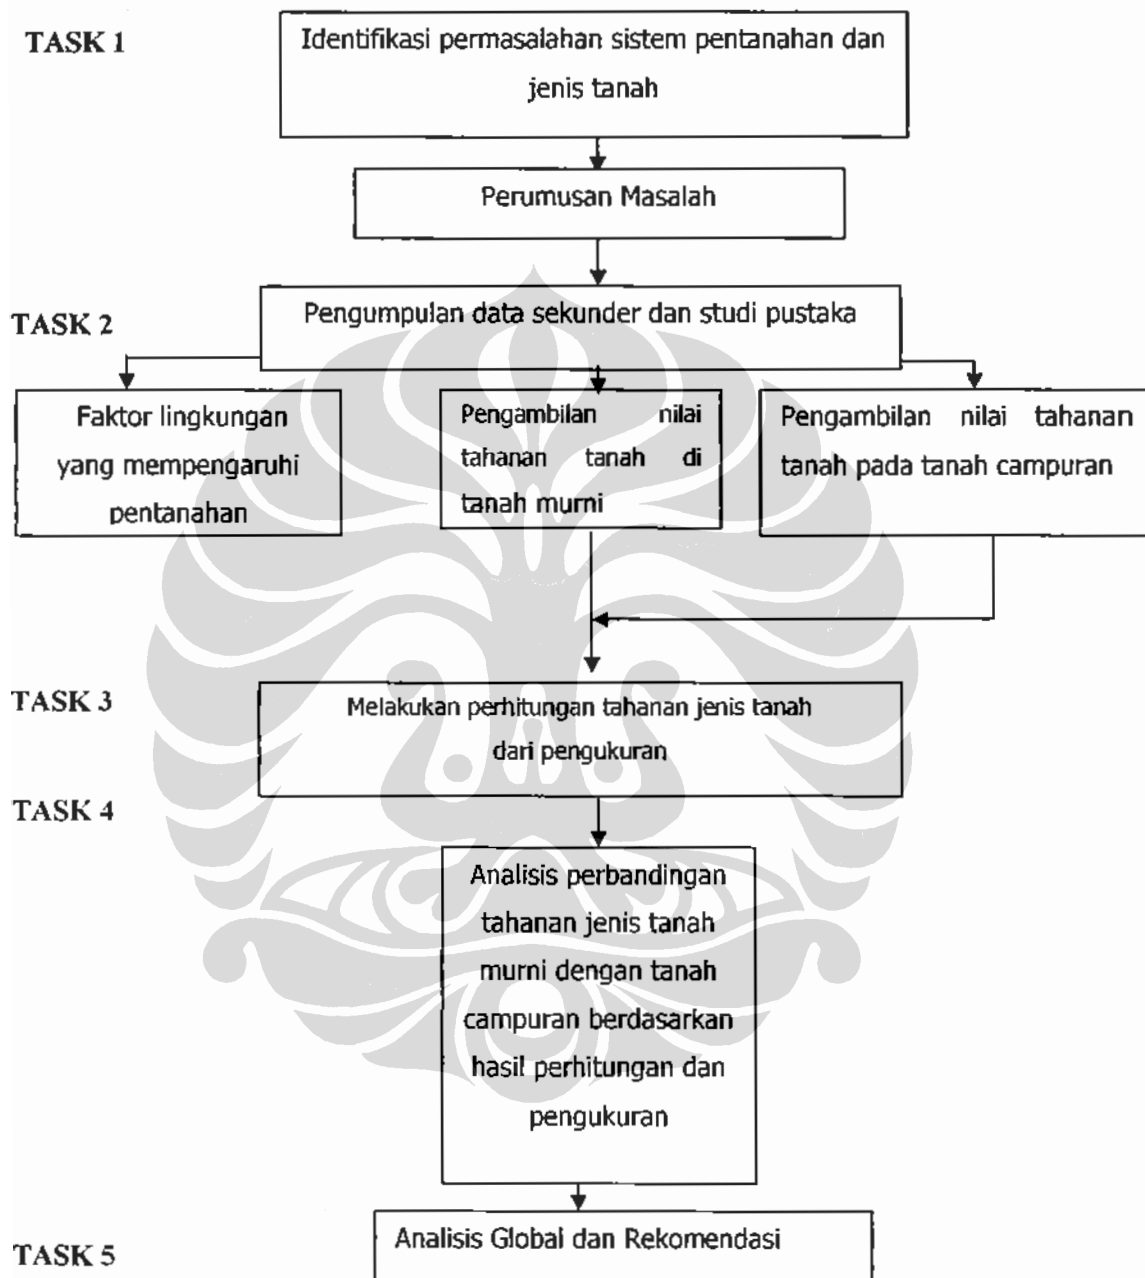 TASK 1
Identifikasi permasalahan sistem pentanahan dan
jenis tanah
Perumusan Masalah
TASK 2
Pengumpulan data sekunder dan studi pustaka
Faktor lingkungan
yang mempengaruhi
pentanahan
Pengambilan nilai
tahanan tanah di
tanah murni
Pengambilan nilai tahanan
tanah pada tanah campuran
TASK 3
Melakukan perhitungan tahanan jenis tanah
dari pengukuran
TASK 4
Analisis perbandingan
tahanan jenis tanah
murni dengan tanah
campuran berdasarkan
hasil perhitungan dan
pengukuran
TASK 5
Analisis Global dan Rekomendasi